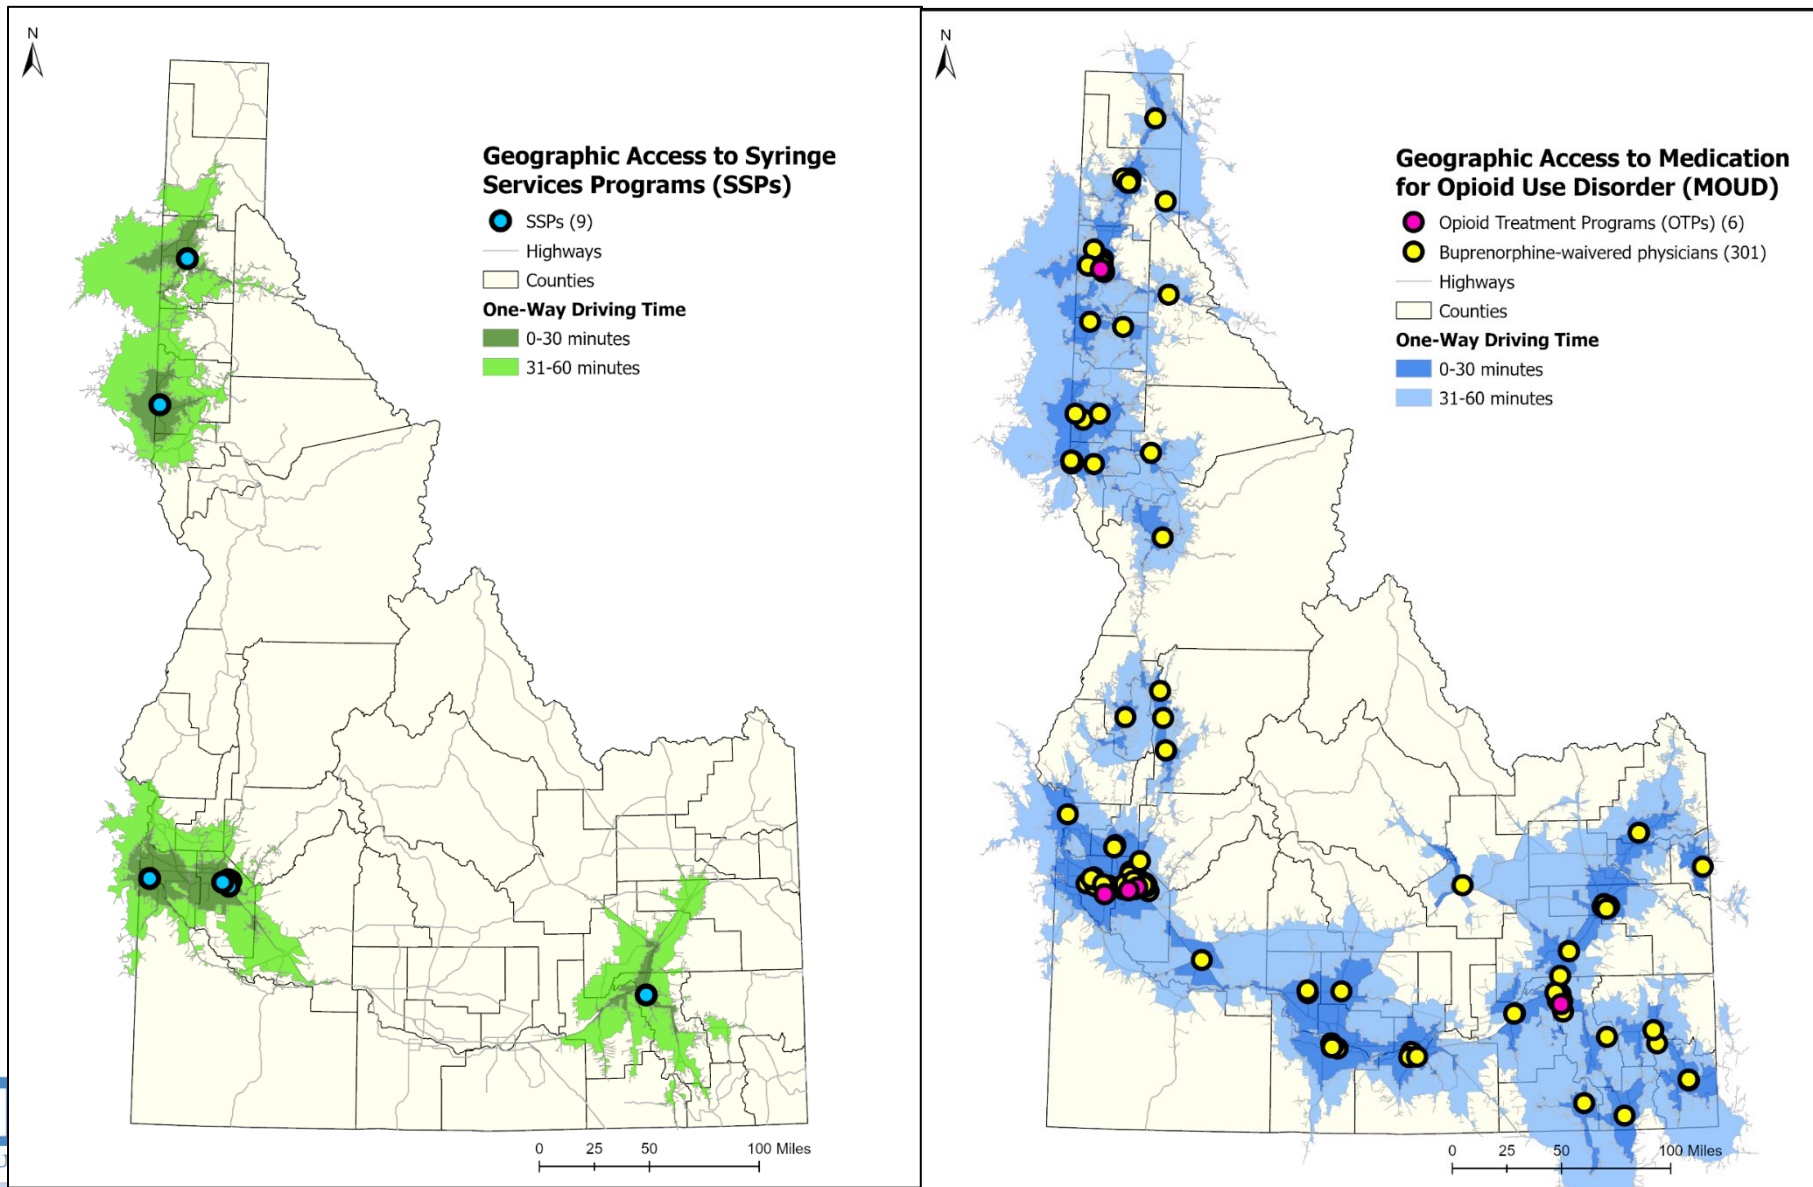 N
Geographic Access to Syringe
Services Programs (SSPs)
SSPs (9)
Highways
Counties
One-Way Driving Time
0-30 minutes
31-60 minutes
0 25 50 100 Miles
N
Geographic Access to Medication
for Opioid Use Disorder (MOUD)
Opioid Treatment Programs (OTPs) (6)
Buprenorphine-waivered physicians (301)
Highways
Counties
One-Way Driving Time
0-30 minutes
31-60 minutes
0 25 50 100 Miles